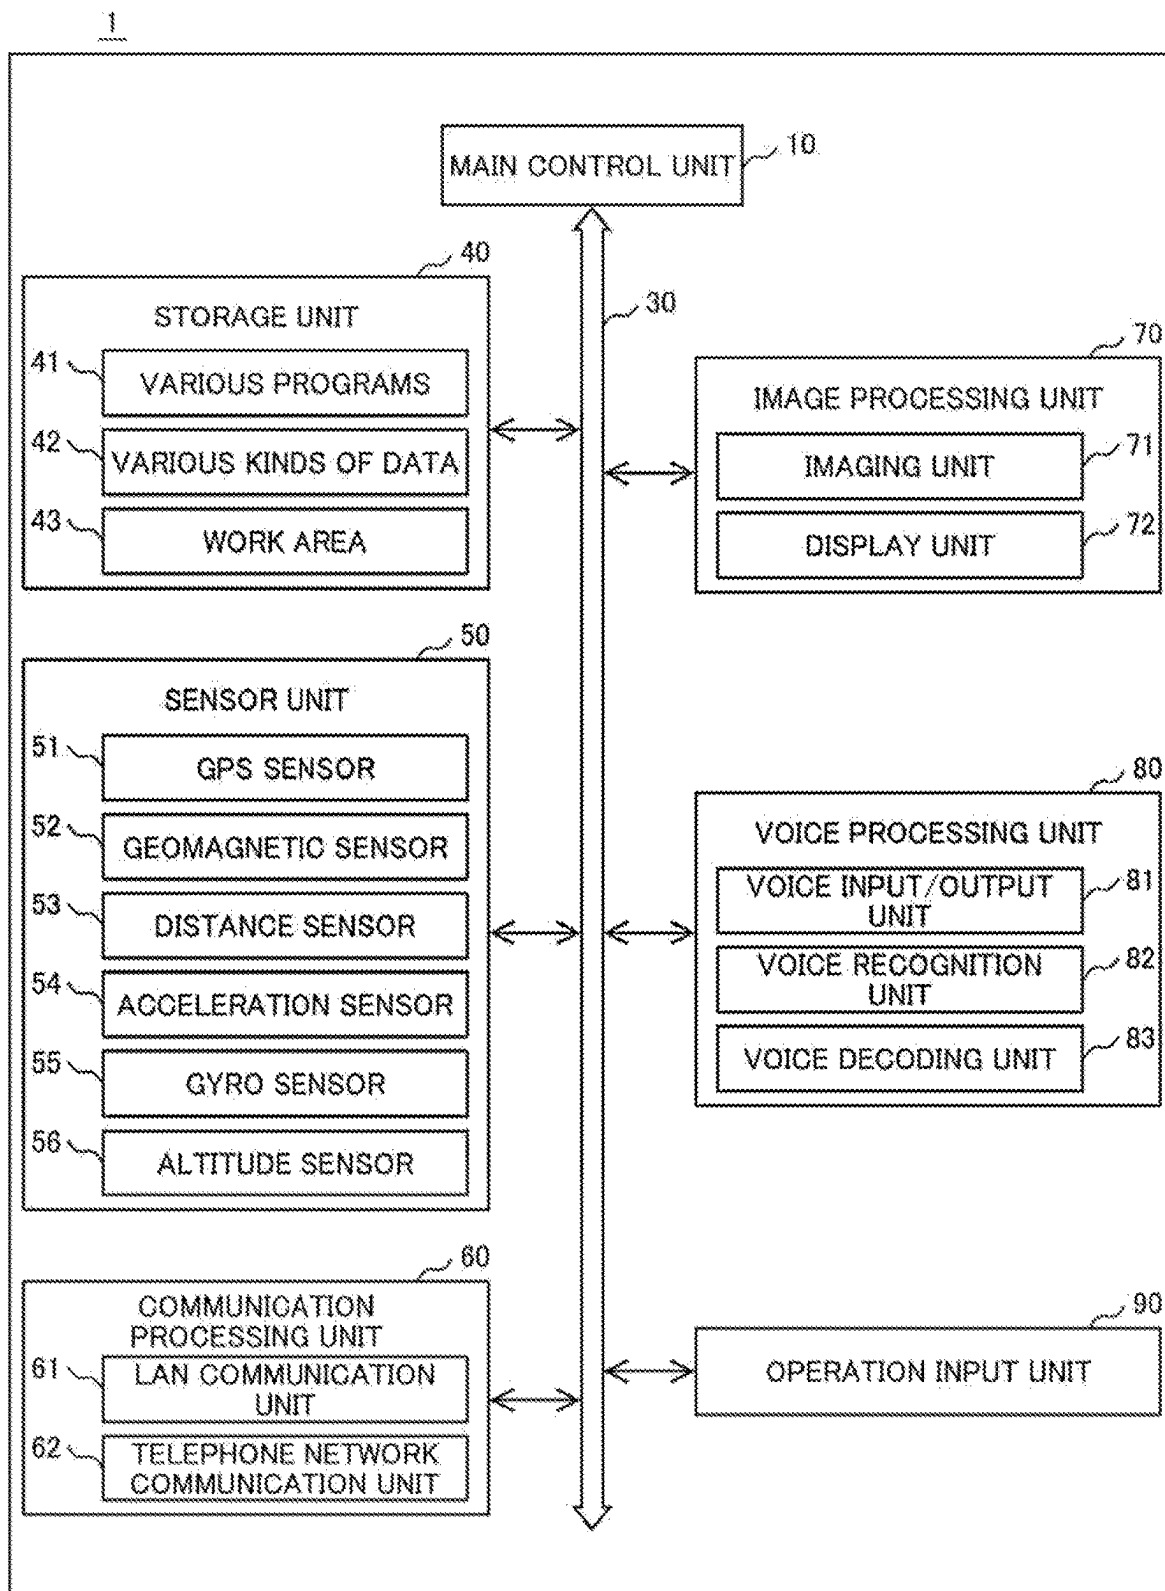 1
MAIN CONTROL UNIT
10
30
40
STORAGE UNIT
41
VARIOUS PROGRAMS
42
VARIOUS KINDS OF DATA
43
WORK AREA
70
IMAGE PROCESSING UNIT
IMAGING UNIT
71
DISPLAY UNIT
72
50
SENSOR UNIT
51
GPS SENSOR
52
GEOMAGNETIC SENSOR
53
DISTANCE SENSOR
54
ACCELERATION SENSOR
55
GYRO SENSOR
56
ALTITUDE SENSOR
80
VOICE PROCESSING UNIT
VOICE INPUT/OUTPUT
UNIT
81
VOICE RECOGNITION
UNIT
82
VOICE DECODING UNIT
83
60
COMMUNICATION
PROCESSING UNIT
61
LAN COMMUNICATION
UNIT
62
TELEPHONE NETWORK
COMMUNICATION UNIT
90
OPERATION INPUT UNIT